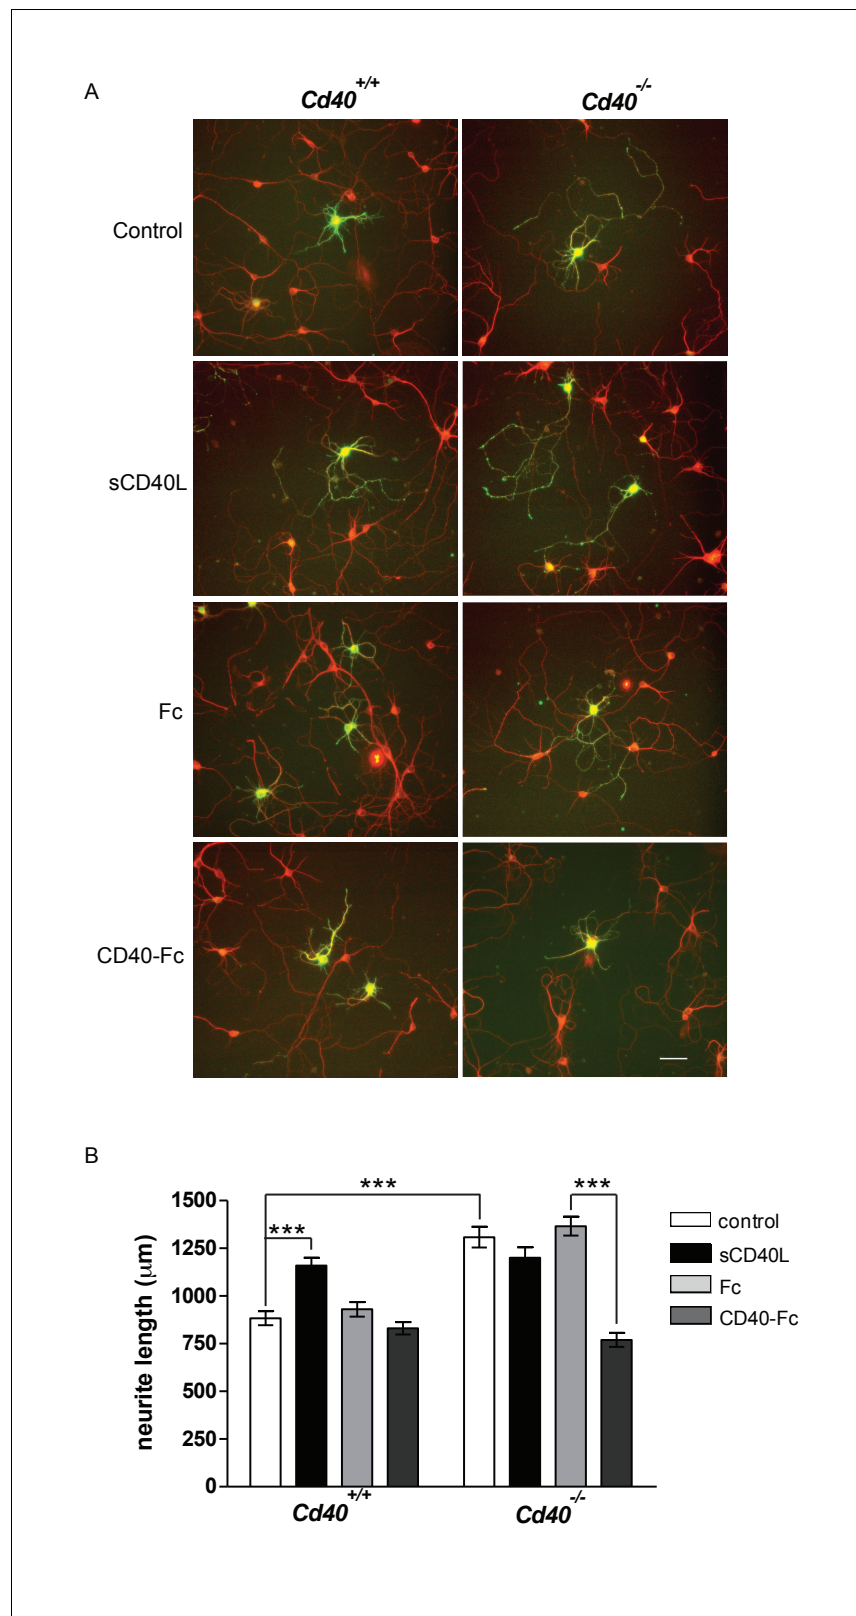 A
Cd40+/+ Cd40-/-
Control
sCD40L
Fc
CD40-Fc
B
*** ***
***
neurite length (µm)
1500
1250
1000
750
500
250
0
control
sCD40L
Fc
CD40-Fc
Cd40+/+ Cd40-/-